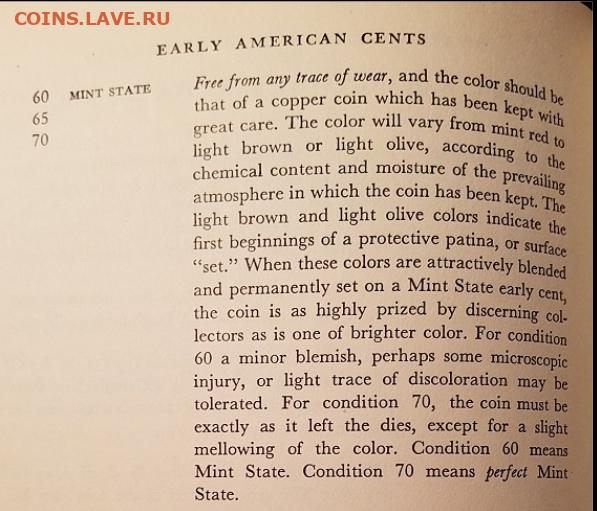 COINS.LAVE.RU
EARLY AMERICAN CENTS
60 MINT STATE Free from any trace of wear, and the color should be
65 that of a copper coin which has been kept with
70 great care. The color will vary from mint red to
light brown or light olive, according to the
chemical content and moisture of the prevailing
atmosphere in which the coin has been kept. The
light brown and light olive colors indicate the
first beginnings of a protective patina, or surface
“set.” When these colors are attractively blended
and permanently set on a Mint State early cent,
the coin is as highly prized by discerning col-
lectors as is one of brighter color. For condition
60 a minor blemish, perhaps some microscopic
injury, or light trace of discoloration may be
tolerated. For condition 70, the coin must be
exactly as it left the dies, except for a slight
mellowing of the color. Condition 60 means
Mint State. Condition 70 means perfect Mint
State.